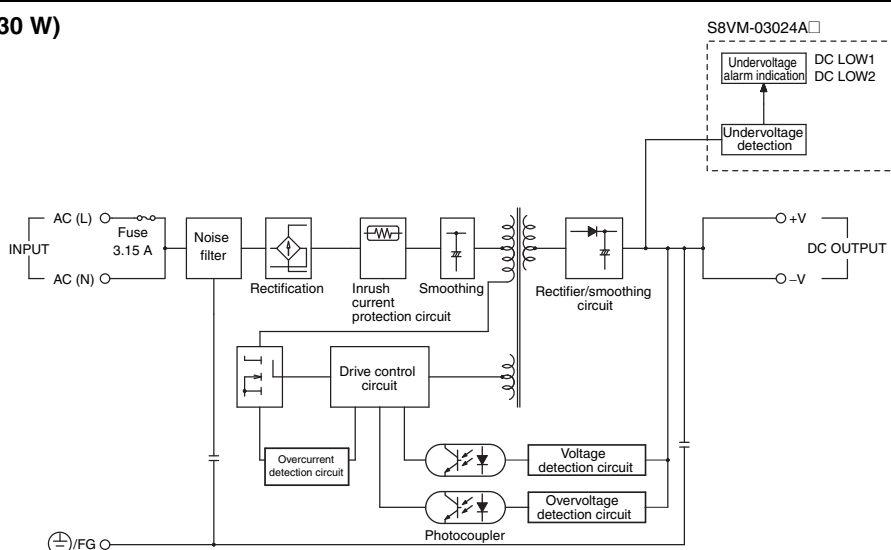 30 W)
S8VM-03024A□
Undervoltage
alarm indication
DC LOW1
DC LOW2
Undervoltage
detection
AC (L)
Fuse
3.15 A
INPUT
AC (N)
Noise
filter
Rectification
Inrush
current
protection circuit
Smoothing
Rectifier/smoothing
circuit
+V
DC OUTPUT
–V
Drive control
circuit
Overcurrent
detection circuit
Voltage
detection circuit
Overvoltage
detection circuit
Photocoupler
/FG